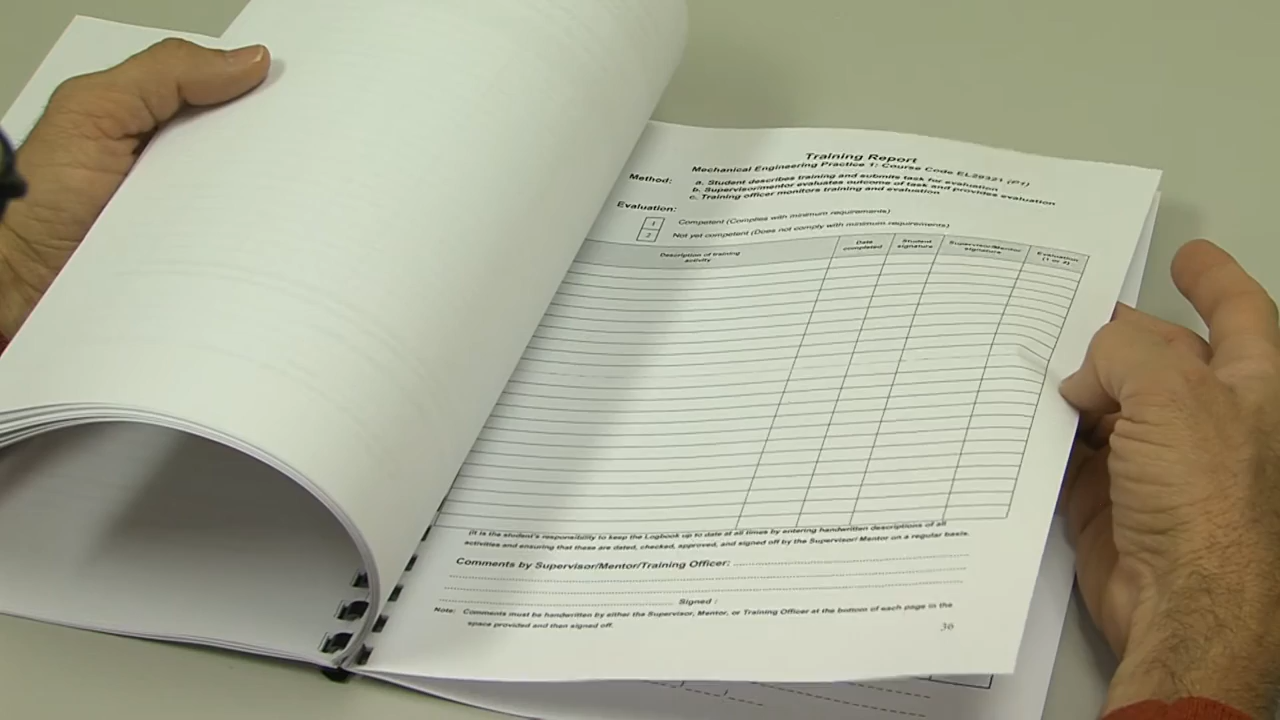 Training Report
Mechanical Engineering Practice 1: Course Code EL29321 (P1)
Method:
a. Student describes training and submits task for evaluation
b. Supervisor/mentor evaluates outcome of task and provides evaluation
c. Training officer monitors training and evaluation
Evaluation:
1 Competent (Complies with minimum requirements)
2 Not yet competent (Does not comply with minimum requirements)
Description of training activity
Date completed
Student signature
Supervisor/Mentor signature
Evaluation (1 or 2)
(It is the student's responsibility to keep the Logbook up to date at all times by entering handwritten descriptions of all
activities and ensuring that these are dated, checked, approved, and signed off by the Supervisor/ Mentor on a regular basis.
Comments by Supervisor/Mentor/Training Officer:
Signed :
Note: Comments must be handwritten by either the Supervisor, Mentor, or Training Officer at the bottom of each page in the
space provided and then signed off.
36